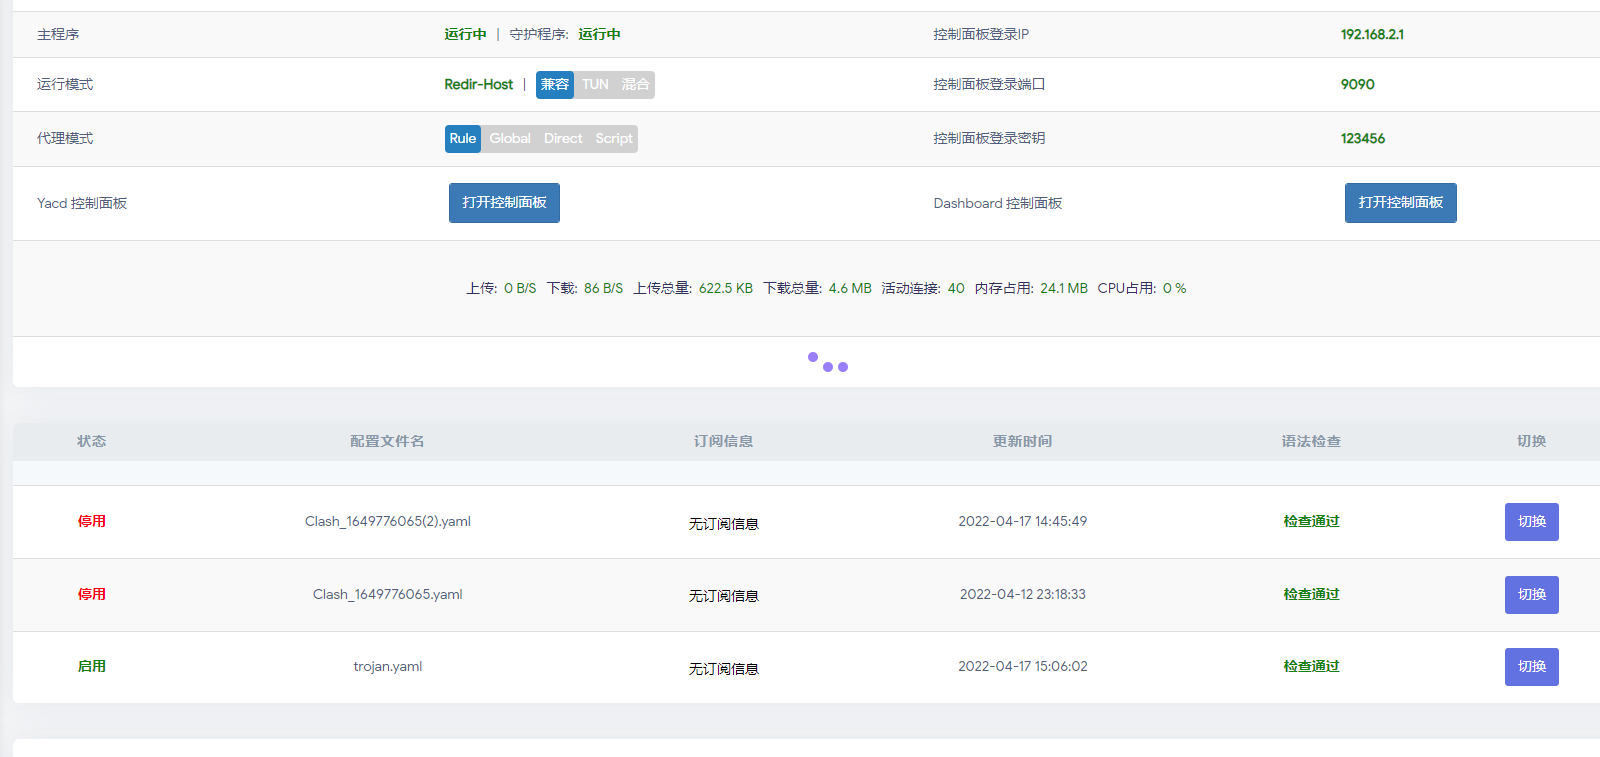 主程序 运行中 | 守护程序: 运行中 控制面板登录IP 192.168.2.1
运行模式 Redir-Host | 兼容 TUN 混合 控制面板登录端口 9090
代理模式 Rule Global Direct Script 控制面板登录密钥 123456
Yacd 控制面板 打开控制面板 Dashboard 控制面板 打开控制面板
上传: 0 B/S 下载: 86 B/S 上传总量: 622.5 KB 下载总量: 4.6 MB 活动连接: 40 内存占用: 24.1 MB CPU占用: 0 %
状态 配置文件名 订阅信息 更新时间 语法检查 切换
停用 Clash_1649776065(2).yaml 无订阅信息 2022-04-17 14:45:49 检查通过 切换
停用 Clash_1649776065.yaml 无订阅信息 2022-04-12 23:18:33 检查通过 切换
启用 trojan.yaml 无订阅信息 2022-04-17 15:06:02 检查通过 切换